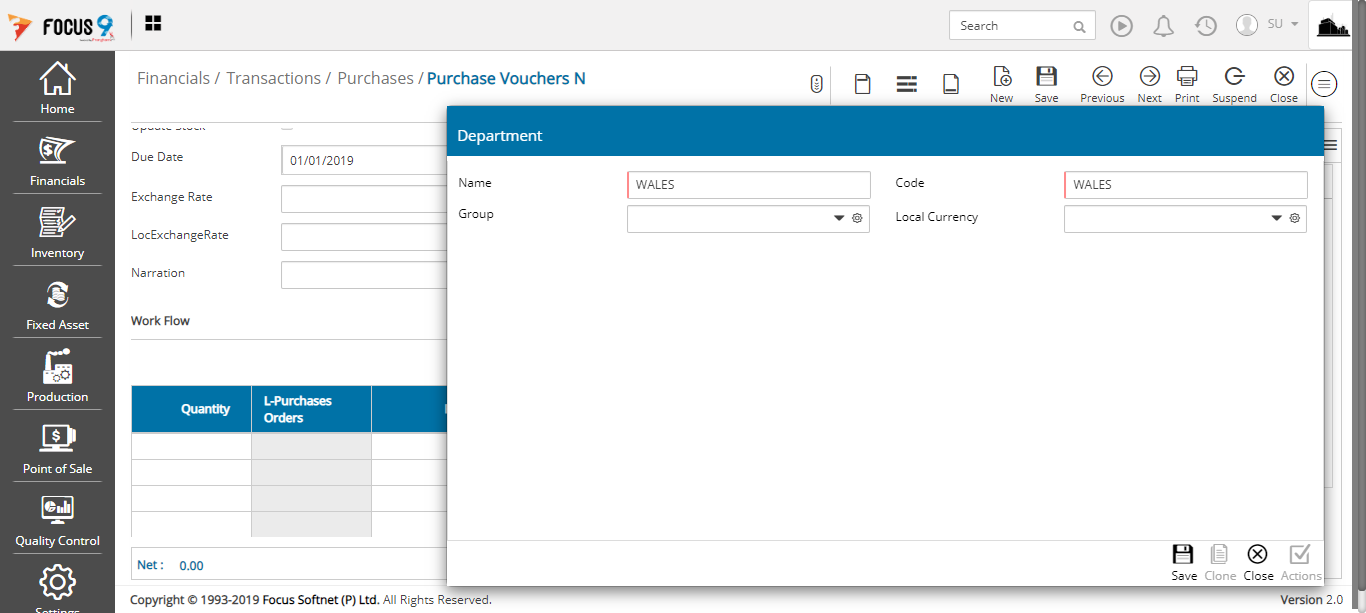 FOCUS 9
Search
SU
Home
Financials
Inventory
Fixed Asset
Production
Point of Sale
Quality Control
Settings
Financials / Transactions / Purchases / Purchase Vouchers N
New
Save
Previous
Next
Print
Suspend
Close
Update Stock
Due Date
01/01/2019
Exchange Rate
LocExchangeRate
Narration
Work Flow
Quantity
L-Purchases
Orders
Net : 0.00
Department
Name
WALES
Code
WALES
Group
Local Currency
Save
Clone
Close
Actions
Copyright © 1993-2019 Focus Softnet (P) Ltd. All Rights Reserved.
Version 2.0